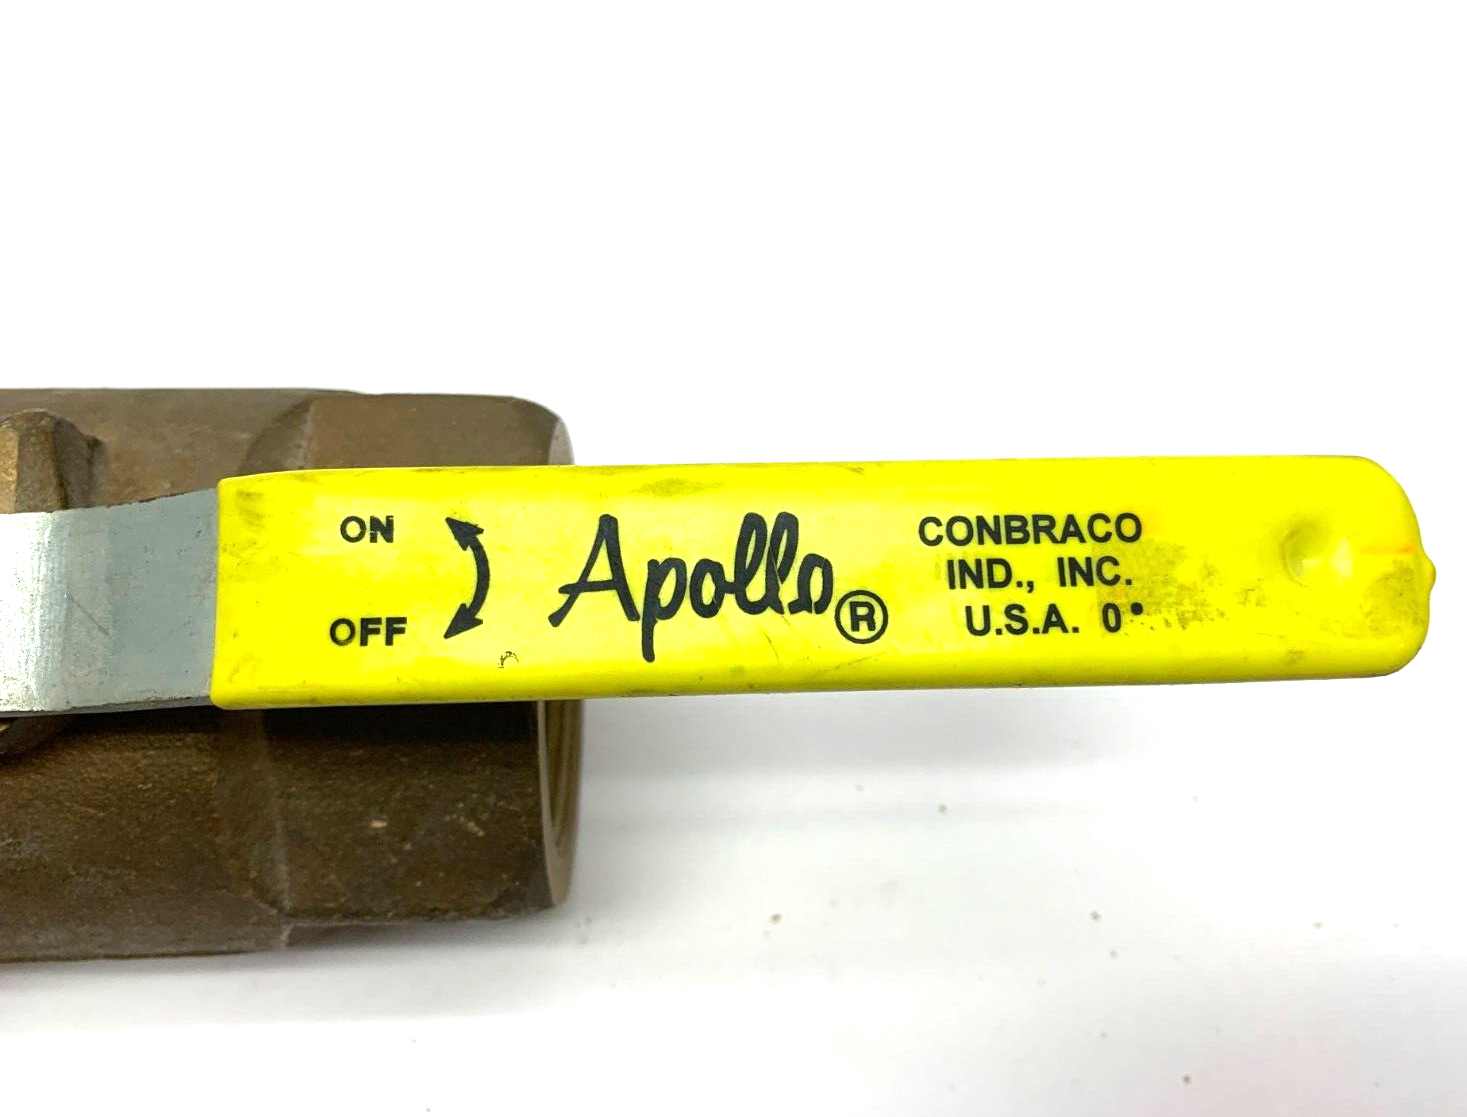 ON
OFF
Apollo®
CONBRACO
IND., INC.
U.S.A. 0•